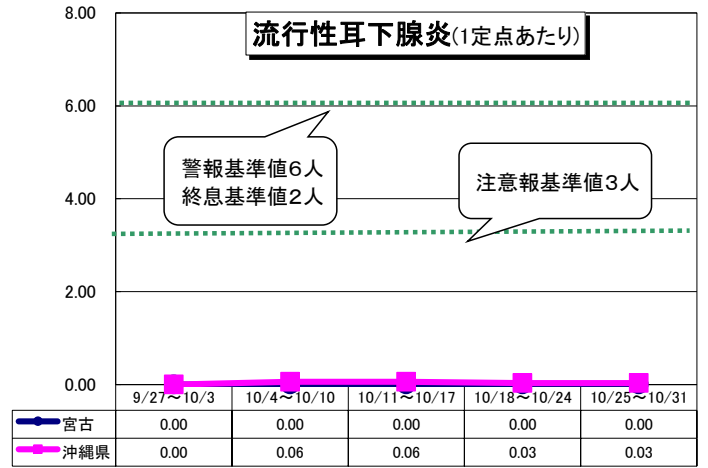 流行性耳下腺炎(1定点あたり)
8.00
6.00
警報基準値6人
終息基準値2人
注意報基準値3人
4.00
2.00
0.00
9/27～10/3 10/4～10/10 10/11～10/17 10/18～10/24 10/25～10/31
宮古 0.00 0.00 0.00 0.00 0.00
沖縄県 0.00 0.06 0.06 0.03 0.03